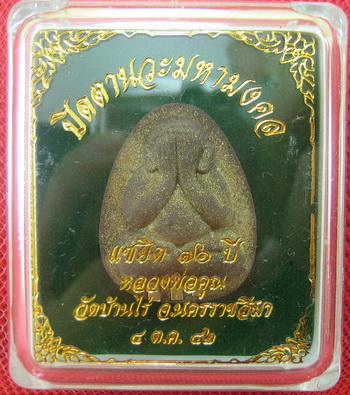 ปิดตานวะมหามงคล
แซยิด ๗๖ ปี
หลวงพ่อคูณ
วัดบ้านไร่ จ.นครราชสีมา
๔ ต.ค. ๔๒